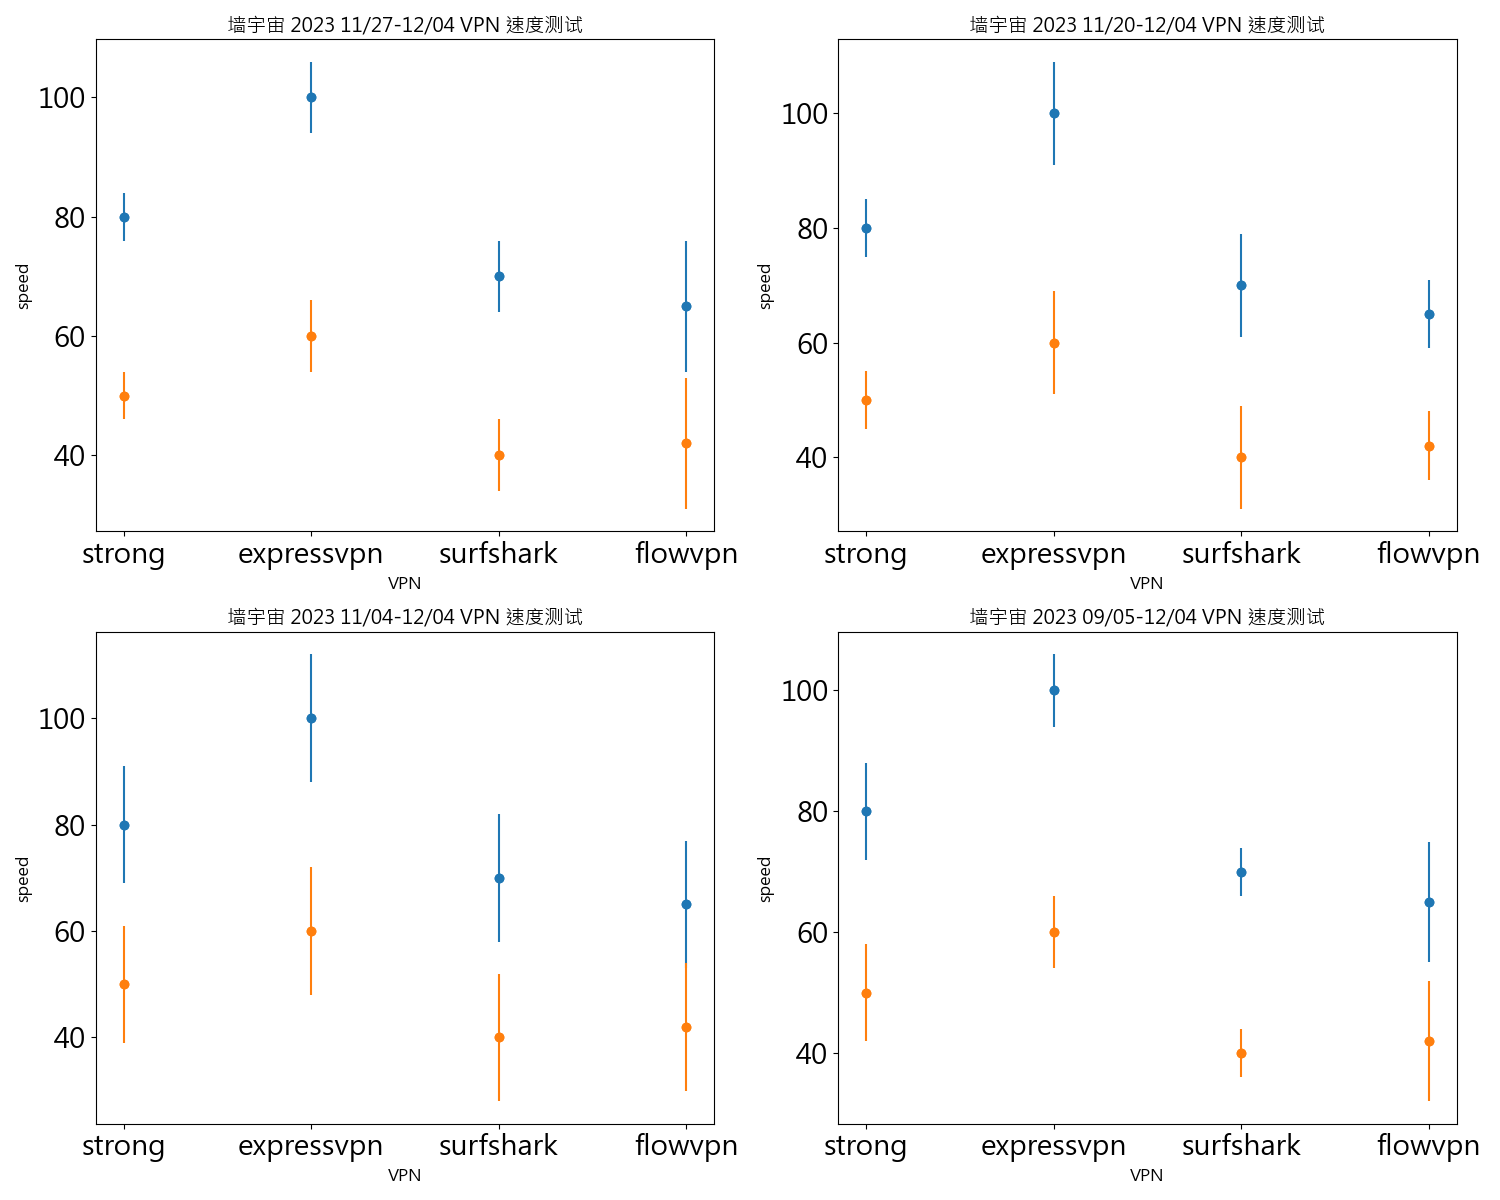 墙宇宙 2023 11/27-12/04 VPN 速度测试
100
80
60
40
speed
strong expressvpn surfshark flowvpn
VPN
墙宇宙 2023 11/20-12/04 VPN 速度测试
100
80
60
40
speed
strong expressvpn surfshark flowvpn
VPN
墙宇宙 2023 11/04-12/04 VPN 速度测试
100
80
60
40
speed
strong expressvpn surfshark flowvpn
VPN
墙宇宙 2023 09/05-12/04 VPN 速度测试
100
80
60
40
speed
strong expressvpn surfshark flowvpn
VPN